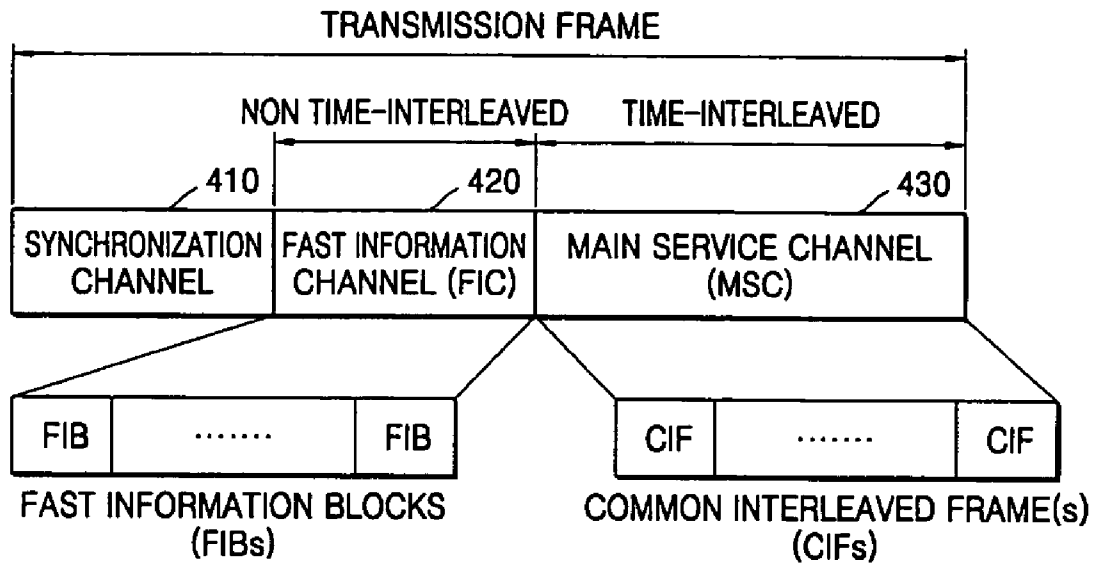 TRANSMISSION FRAME
NON TIME-INTERLEAVED
TIME-INTERLEAVED
410
420
430
SYNCHRONIZATION
CHANNEL
FAST INFORMATION
CHANNEL (FIC)
MAIN SERVICE CHANNEL
(MSC)
FIB
.......
FIB
CIF
.......
CIF
FAST INFORMATION BLOCKS
(FIBs)
COMMON INTERLEAVED FRAME(s)
(CIFs)